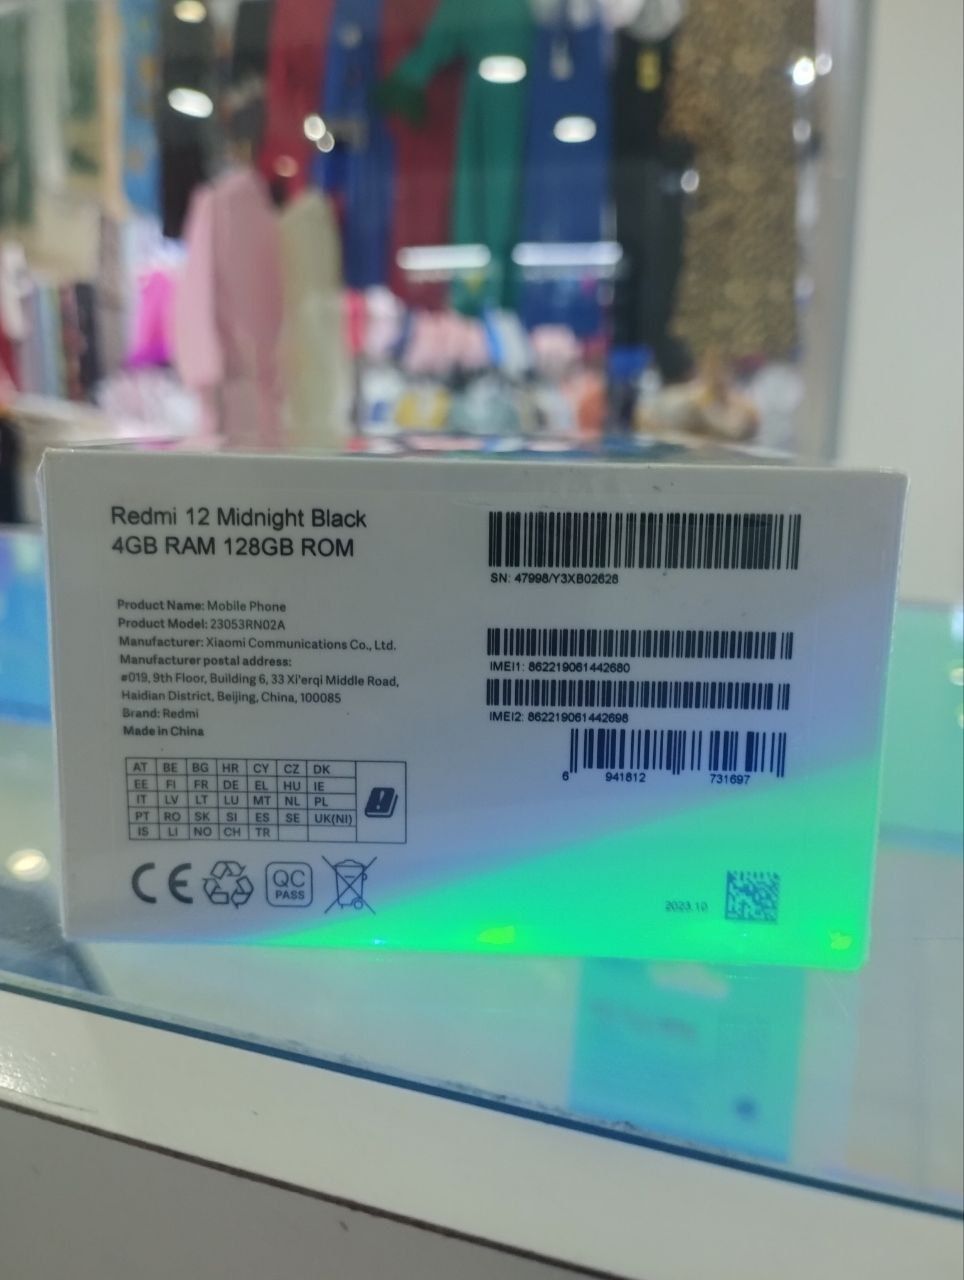 Redmi 12 Midnight Black
4GB RAM 128GB ROM
Product Name: Mobile Phone
Product Model: 23053RN02A
Manufacturer: Xiaomi Communications Co., Ltd.
Manufacturer postal address:
#019, 9th Floor, Building 6, 33 Xi'erqi Middle Road,
Haidian District, Beijing, China, 100085
Brand: Redmi
Made in China
AT BE BG HR CY CZ DK
EE FI FR DE EL HU IE
IT LV LT LU MT NL PL
PT RO SK SI ES SE UK(NI)
IS LI NO CH TR
CE
QC
PASS
SN: 47998/Y3XB02628
IMEI1: 862219061442680
IMEI2: 862219061442698
6 941812 731697
2023.10